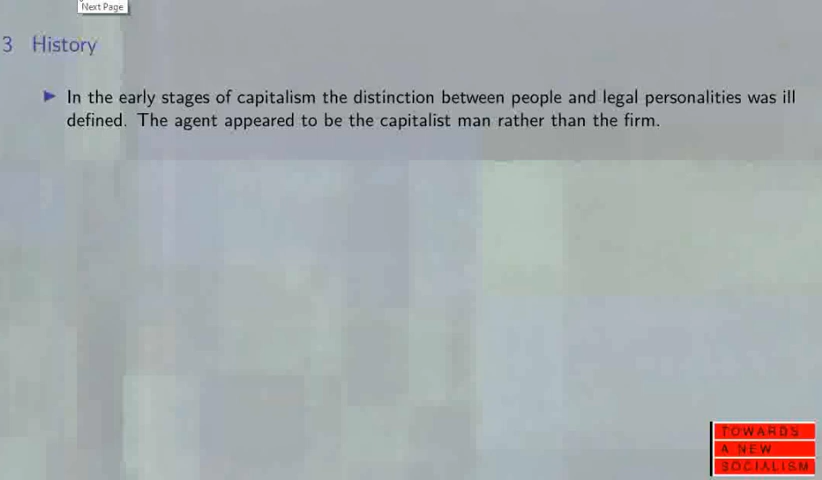 Next Page
3 History
▶ In the early stages of capitalism the distinction between people and legal personalities was ill
defined. The agent appeared to be the capitalist man rather than the firm.
TOWARDS
A NEW
SOCIALISM